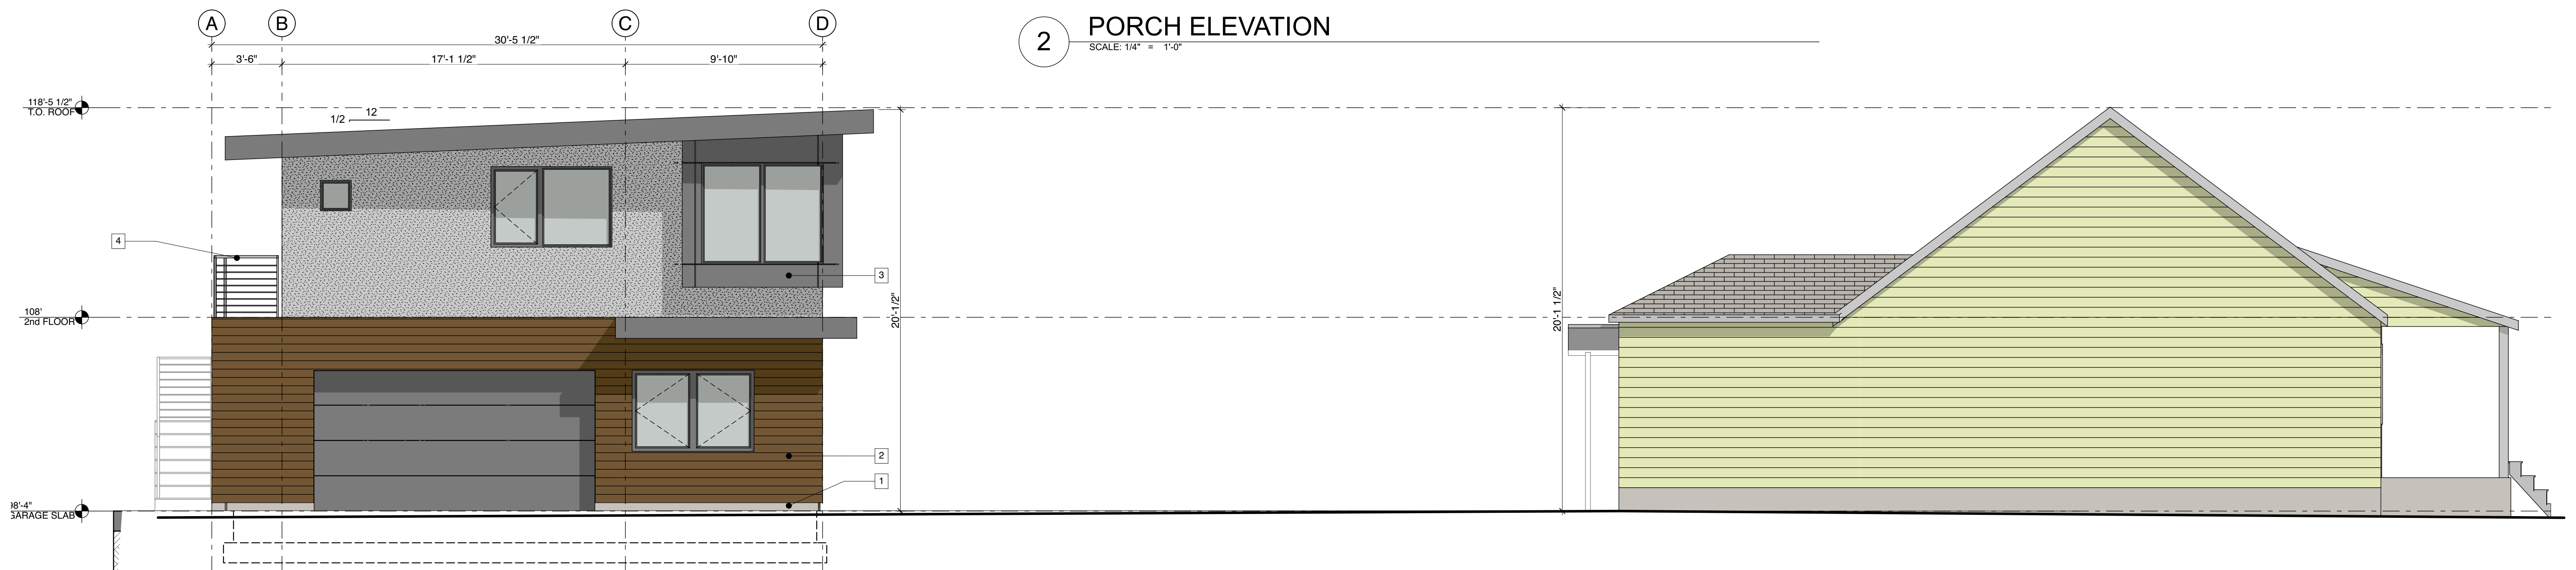 A B C D
2 PORCH ELEVATION
SCALE: 1/4" = 1'-0"
30'-5 1/2"
3'-6" 17'-1 1/2" 9'-10"
118'-5 1/2"
T.O. ROOF
12
1/2
4
3
108'
2nd FLOOR
20'-1/2"
20'-1 1/2"
2
1
8'-4"
GARAGE SLAB